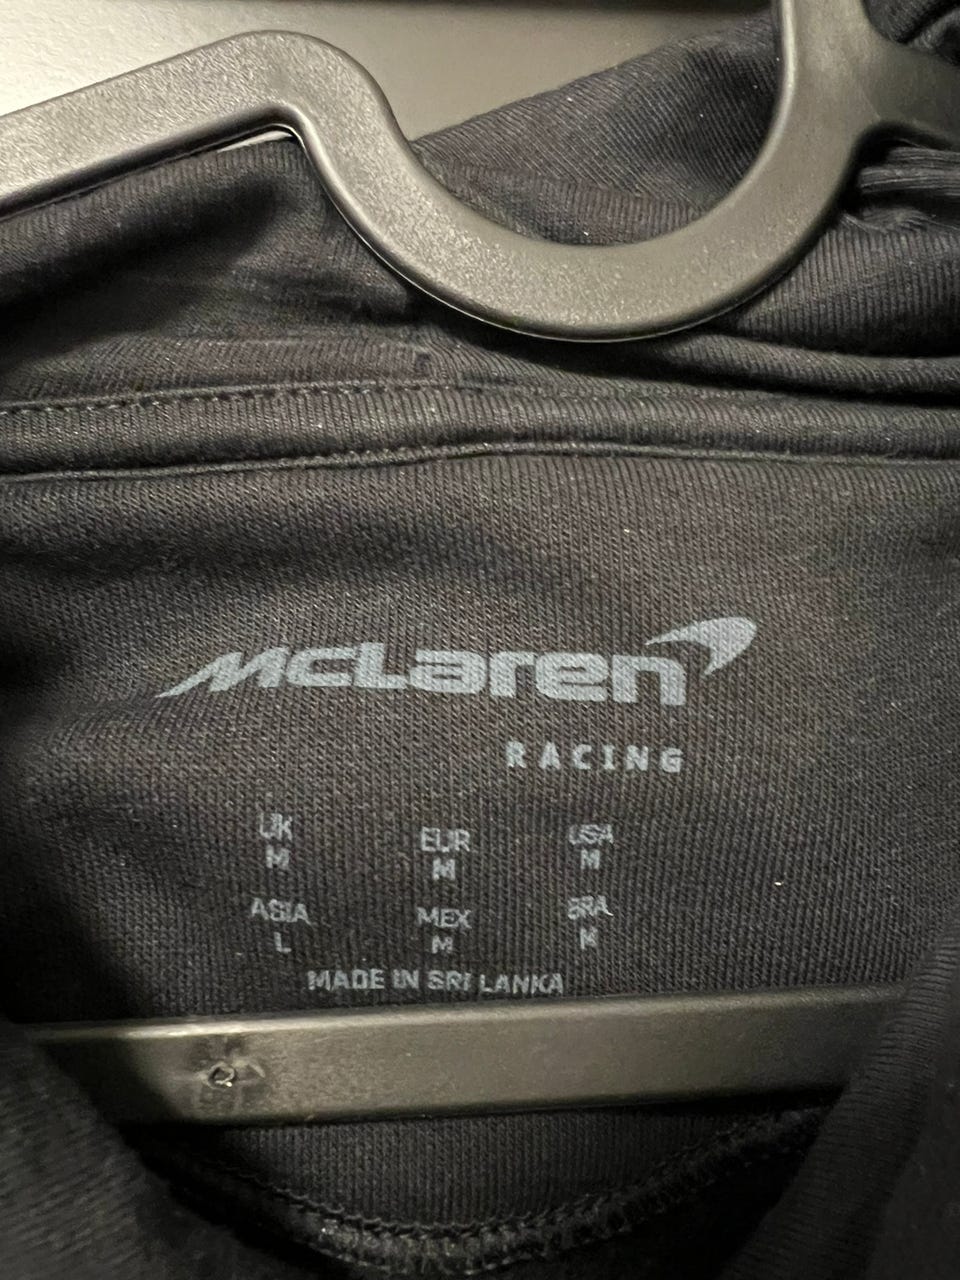 McLaren
RACING
UK EUR USA
M M M
ASIA MEX BRA
L M M
MADE IN SRI LANKA